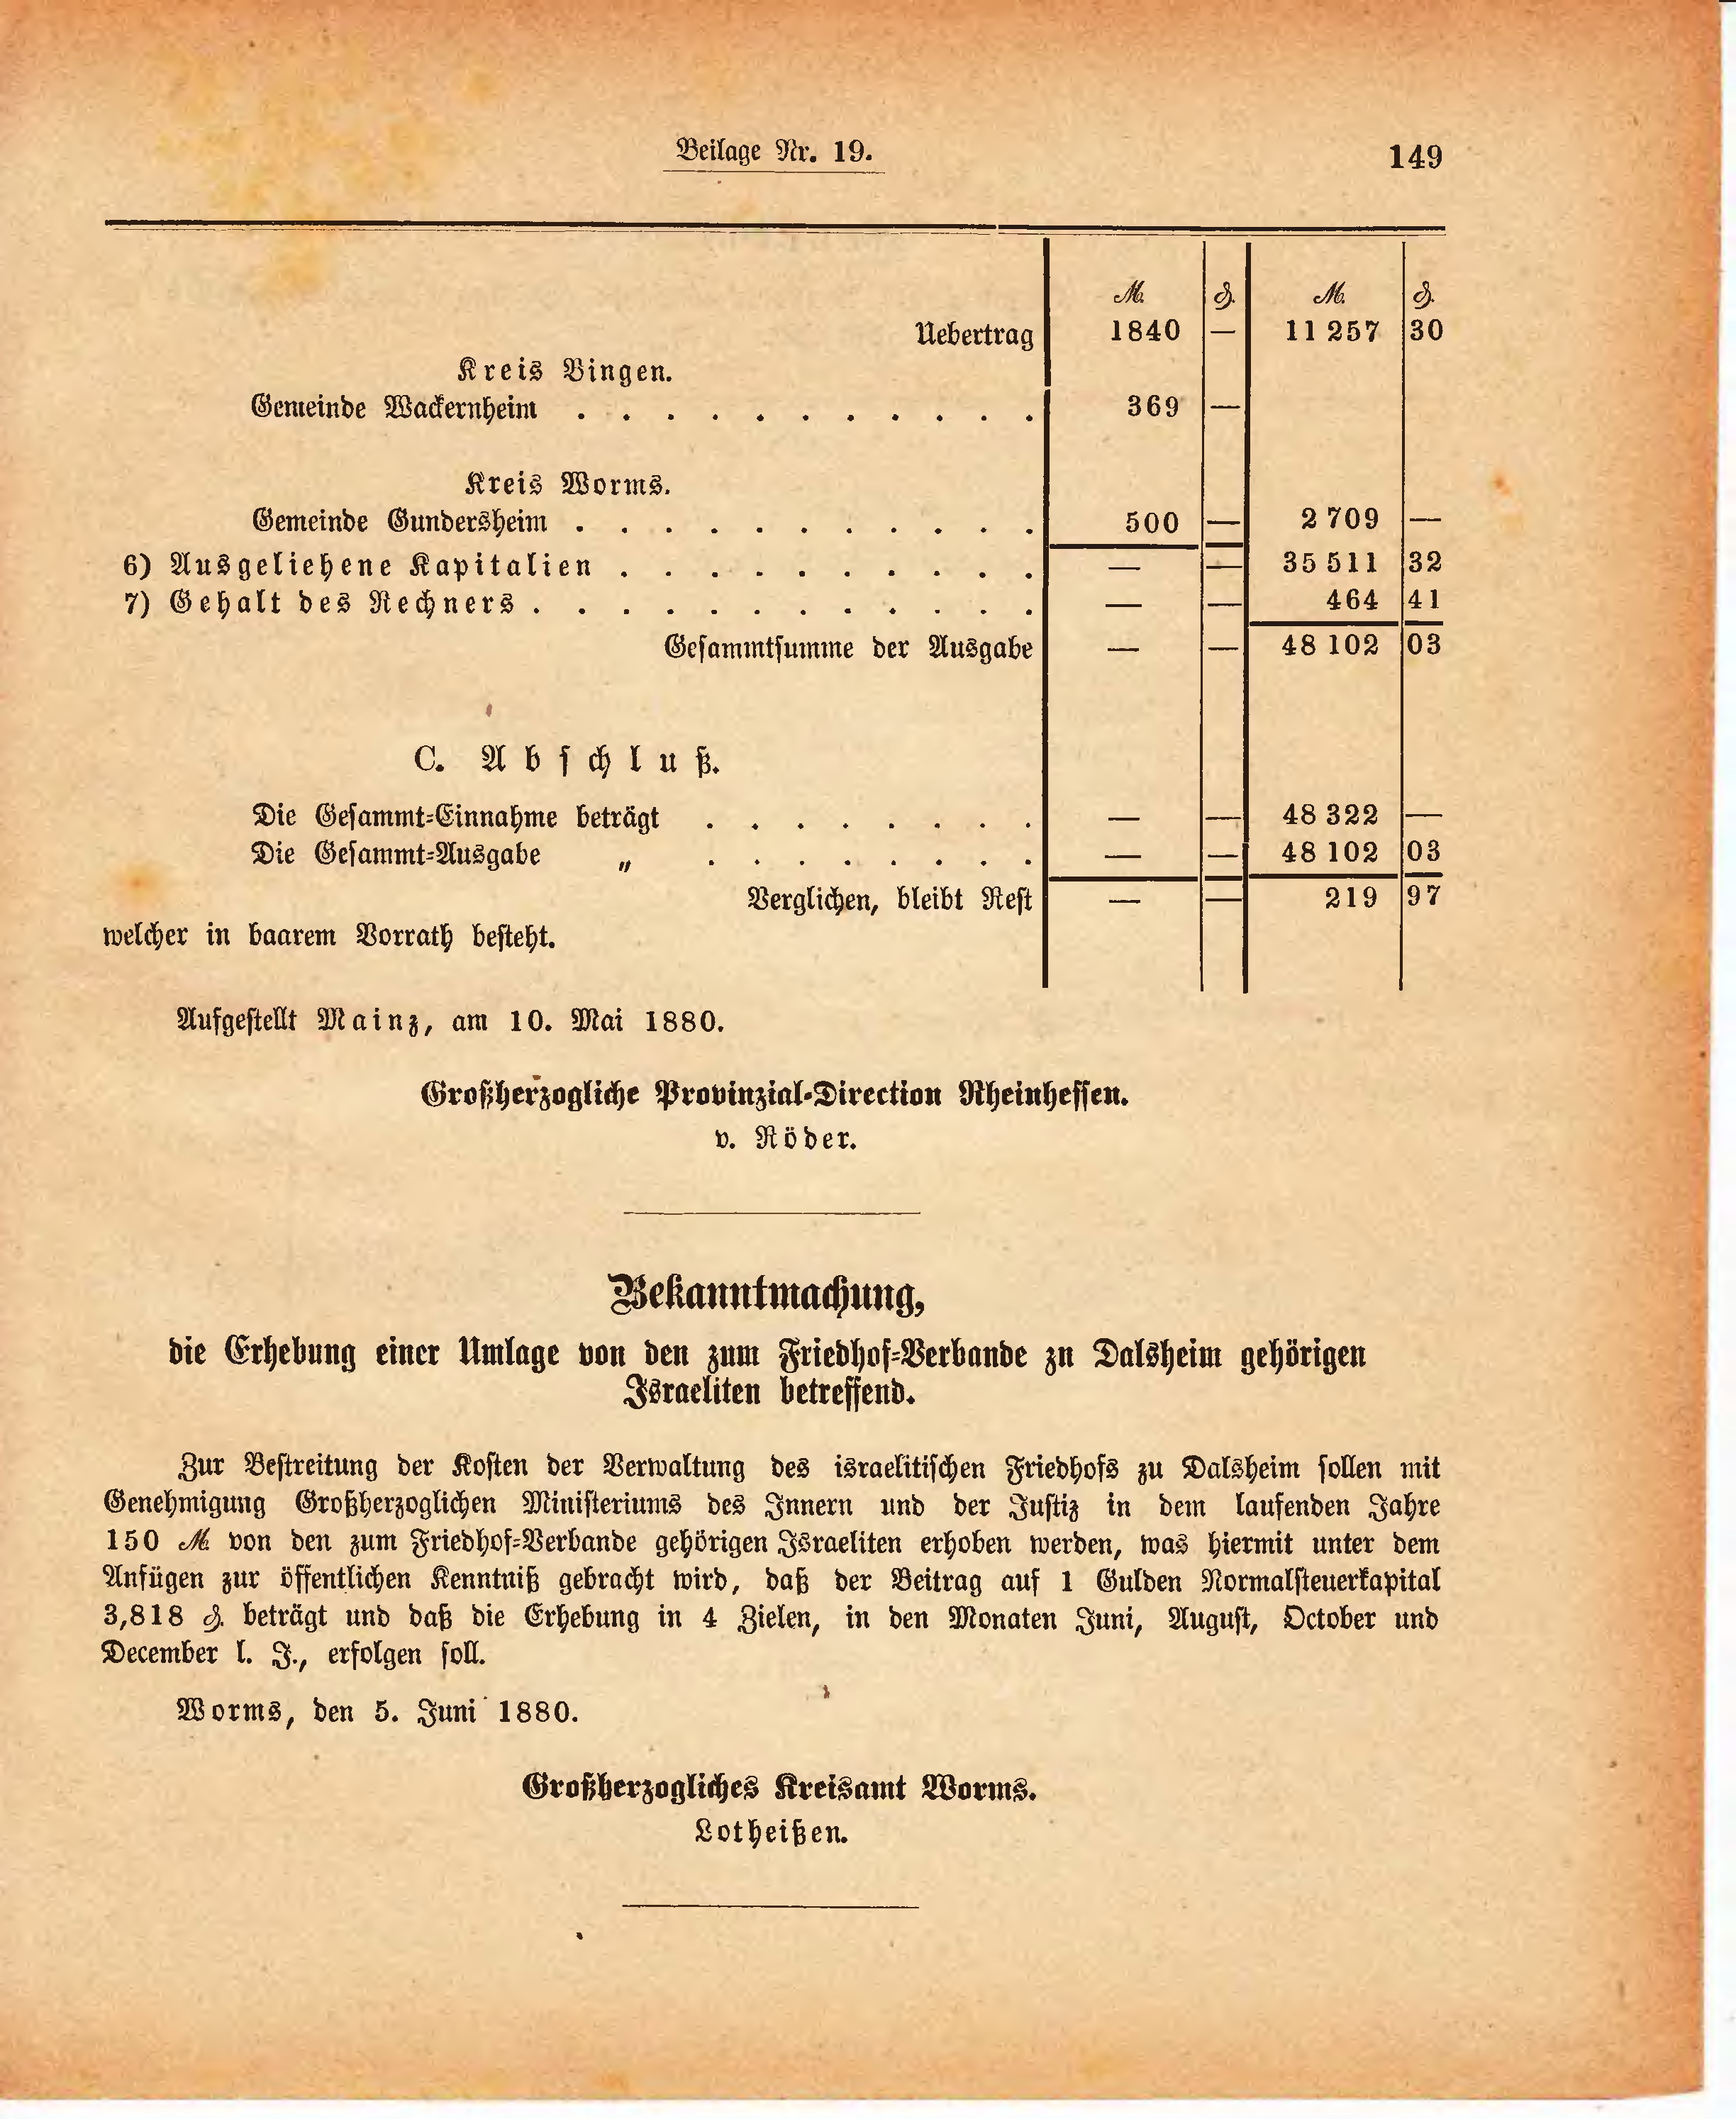 Beilage Nr. 19. 149
ℳ. ₰. ℳ. ₰.
Uebertrag 1840 — 11 257 30
Kreis Bingen.
Gemeinde Wackernheim . . . . . . . . . . . 369 —
Kreis Worms.
Gemeinde Gundersheim . . . . . . . . . . . 500 — 2 709 —
6) Ausgeliehene Kapitalien . . . . . . . . . . — — 35 511 32
7) Gehalt des Rechners . . . . . . . . . . . . — — 464 41
Gesammtsumme der Ausgabe — — 48 102 03
C. Abschluß.
Die Gesammt-Einnahme beträgt . . . . . . . . — — 48 322 —
Die Gesammt-Ausgabe „ . . . . . . . . — — 48 102 03
Verglichen, bleibt Rest — — 219 97
welcher in baarem Vorrath besteht.
Aufgestellt Mainz, am 10. Mai 1880.
Großherzogliche Provinzial-Direction Rheinhessen.
v. Röder.
Bekanntmachung,
die Erhebung einer Umlage von den zum Friedhof-Verbande zu Dalsheim gehörigen
Israeliten betreffend.
Zur Bestreitung der Kosten der Verwaltung des israelitischen Friedhofs zu Dalsheim sollen mit
Genehmigung Großherzoglichen Ministeriums des Innern und der Justiz in dem laufenden Jahre
150 ℳ von den zum Friedhof-Verbande gehörigen Israeliten erhoben werden, was hiermit unter dem
Anfügen zur öffentlichen Kenntniß gebracht wird, daß der Beitrag auf 1 Gulden Normalsteuerkapital
3,818 ₰. beträgt und daß die Erhebung in 4 Zielen, in den Monaten Juni, August, October und
December l. J., erfolgen soll.
Worms, den 5. Juni 1880.
Großherzogliches Kreisamt Worms.
Lotheißen.